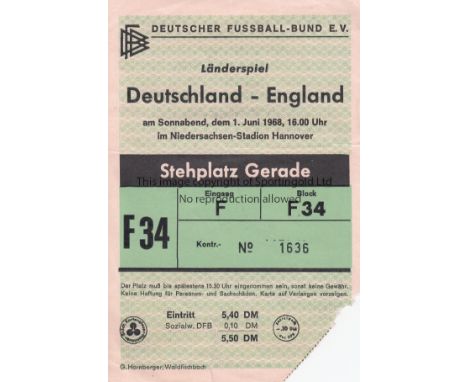 DEUTSCHER FUSSBALL-BUND E.V.
Länderspiel
Deutschland - England
am Sonnabend, dem 1. Juni 1968, 16.00 Uhr
im Niedersachsen-Stadion Hannover
Stehplatz Gerade
This image copyright of Sportingold Ltd
No reproduction allowed
Eingang
F
Block
F 34
F 34
Kontr.- No 1636
Der Platz muß bis spätestens 15.30 Uhr eingenommen sein, sonst keine Gewähr.
Keine Haftung für Personen- und Sachschäden. Karte auf Verlangen vorzeigen.
Eintritt 5,40 DM
Sozialw. DFB 0,10 DM
5,50 DM
G. Hornberger, Waldfischbach